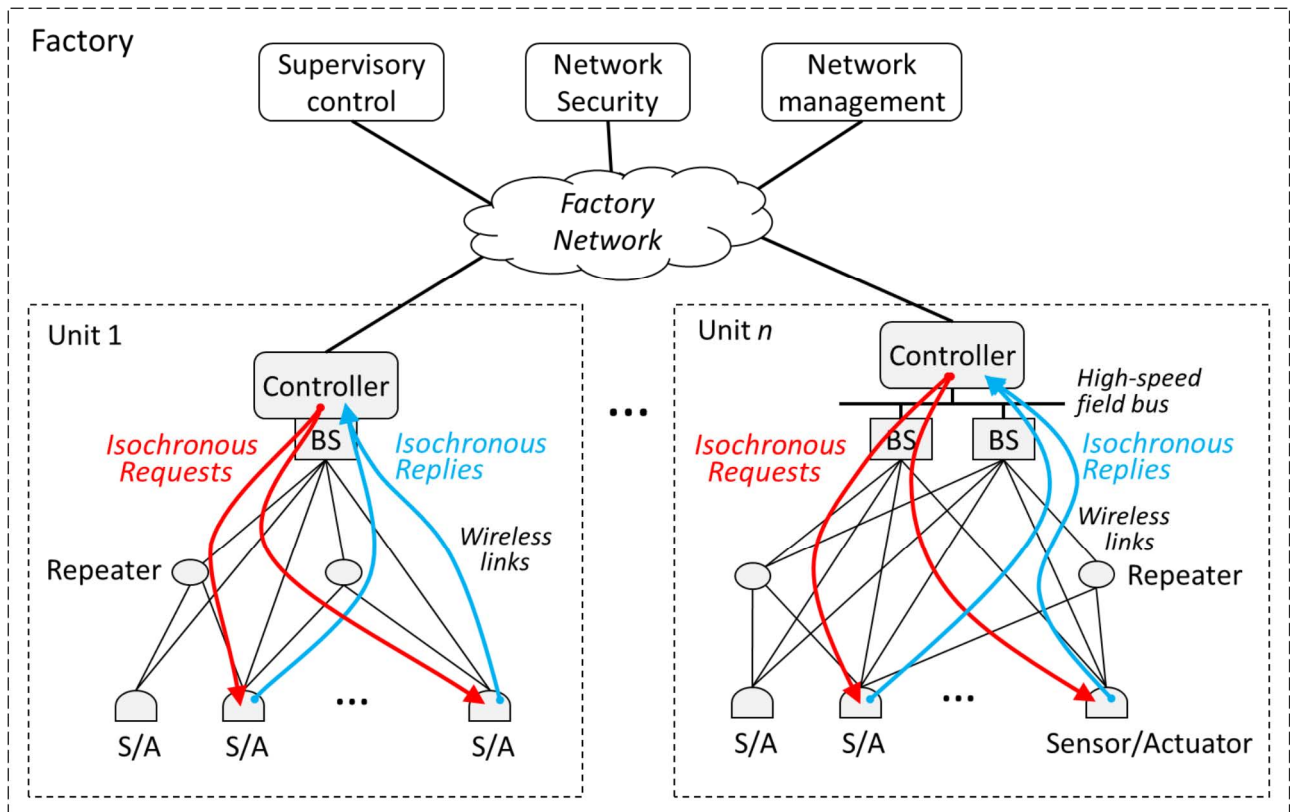 Factory
Supervisory
control
Network
Security
Network
management
Factory
Network
Unit 1
Controller
BS
Isochronous
Requests
Isochronous
Replies
Wireless
links
Repeater
...
S/A
S/A
S/A
...
Unit n
Controller
High-speed
field bus
BS
BS
Isochronous
Requests
Isochronous
Replies
Wireless
links
Repeater
...
S/A
S/A
Sensor/Actuator